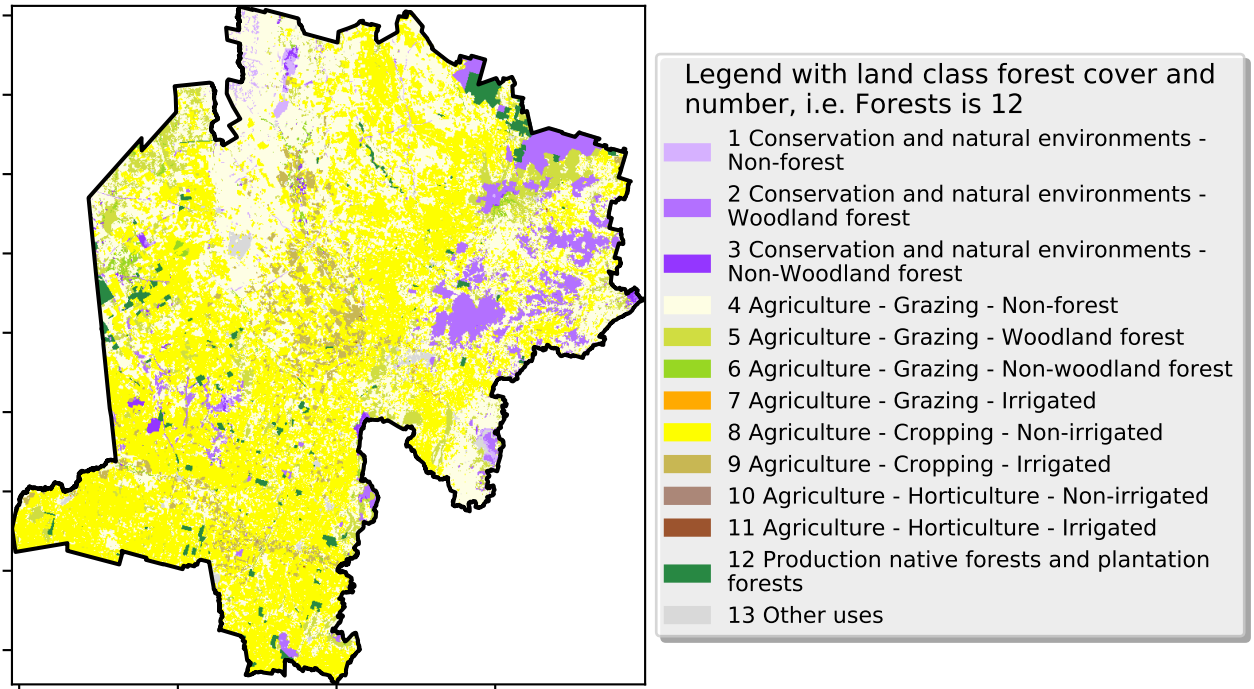 Legend with land class forest cover and
number, i.e. Forests is 12
1 Conservation and natural environments -
Non-forest
2 Conservation and natural environments -
Woodland forest
3 Conservation and natural environments -
Non-Woodland forest
4 Agriculture - Grazing - Non-forest
5 Agriculture - Grazing - Woodland forest
6 Agriculture - Grazing - Non-woodland forest
7 Agriculture - Grazing - Irrigated
8 Agriculture - Cropping - Non-irrigated
9 Agriculture - Cropping - Irrigated
10 Agriculture - Horticulture - Non-irrigated
11 Agriculture - Horticulture - Irrigated
12 Production native forests and plantation
forests
13 Other uses